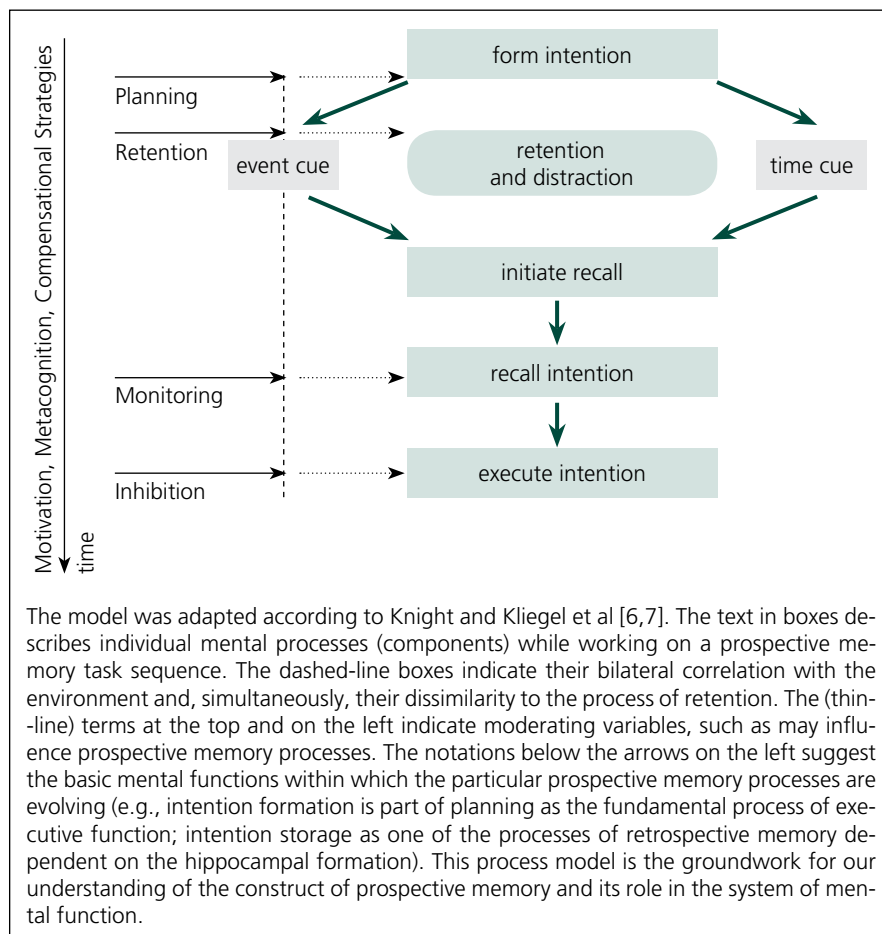 Motivation, Metacognition, Compensational Strategies
time
form intention
Planning
Retention
event cue
retention
and distraction
time cue
initiate recall
recall intention
Monitoring
execute intention
Inhibition
The model was adapted according to Knight and Kliegel et al [6,7]. The text in boxes de-
scribes individual mental processes (components) while working on a prospective me-
mory task sequence. The dashed-line boxes indicate their bilateral correlation with the
environment and, simultaneously, their dissimilarity to the process of retention. The (thin-
-line) terms at the top and on the left indicate moderating variables, such as may influ-
ence prospective memory processes. The notations below the arrows on the left suggest
the basic mental functions within which the particular prospective memory processes are
evolving (e.g., intention formation is part of planning as the fundamental process of exe-
cutive function; intention storage as one of the processes of retrospective memory de-
pendent on the hippocampal formation). This process model is the groundwork for our
understanding of the construct of prospective memory and its role in the system of men-
tal function.